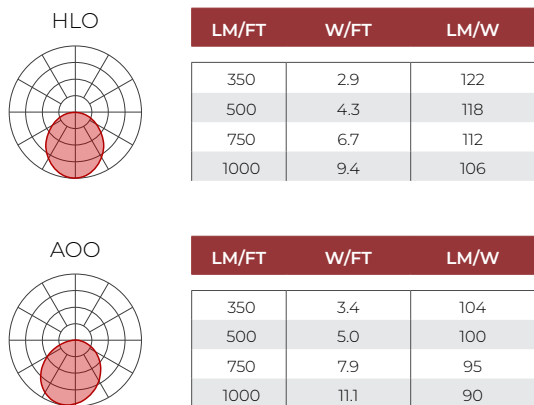 HLO
LM/FT W/FT LM/W
350 2.9 122
500 4.3 118
750 6.7 112
1000 9.4 106
AOO
LM/FT W/FT LM/W
350 3.4 104
500 5.0 100
750 7.9 95
1000 11.1 90